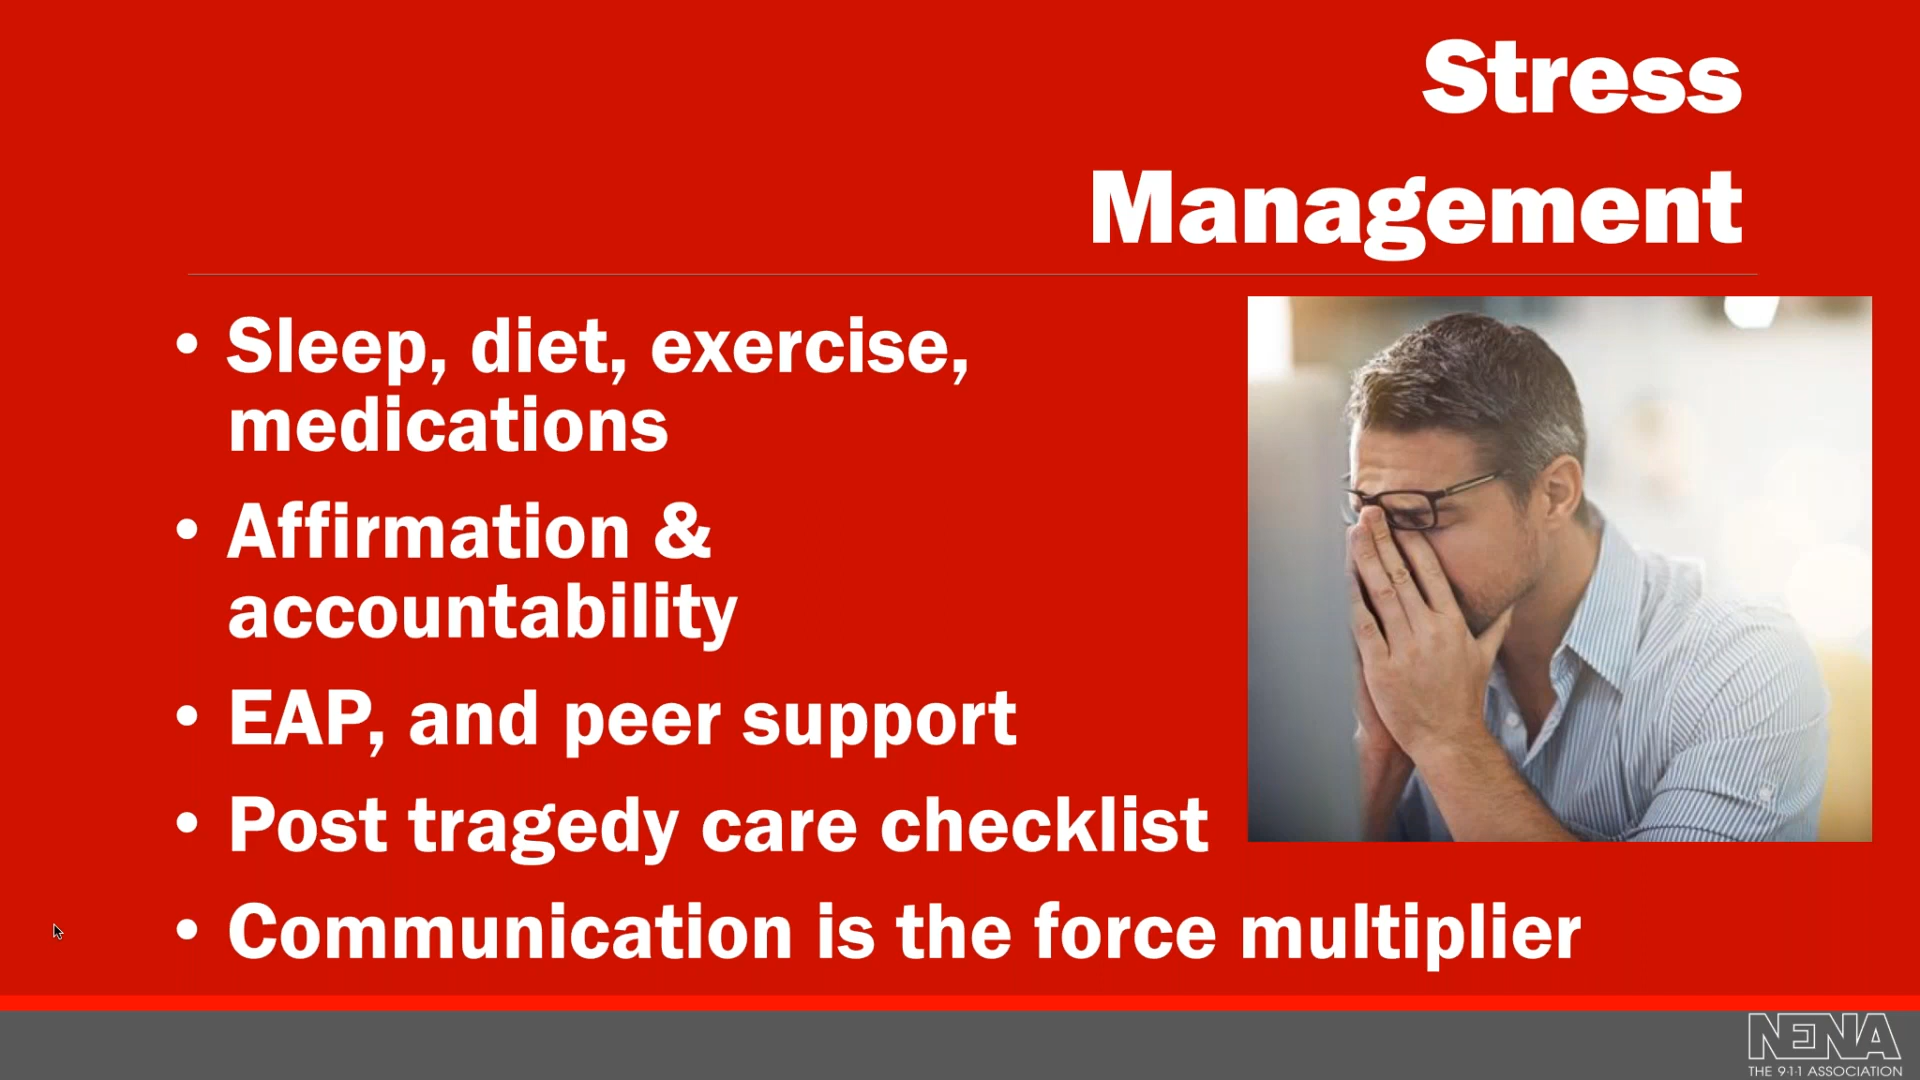 Stress
Management
• Sleep, diet, exercise,
medications
• Affirmation &
accountability
• EAP, and peer support
• Post tragedy care checklist
• Communication is the force multiplier
NENA
THE 9-1-1 ASSOCIATION